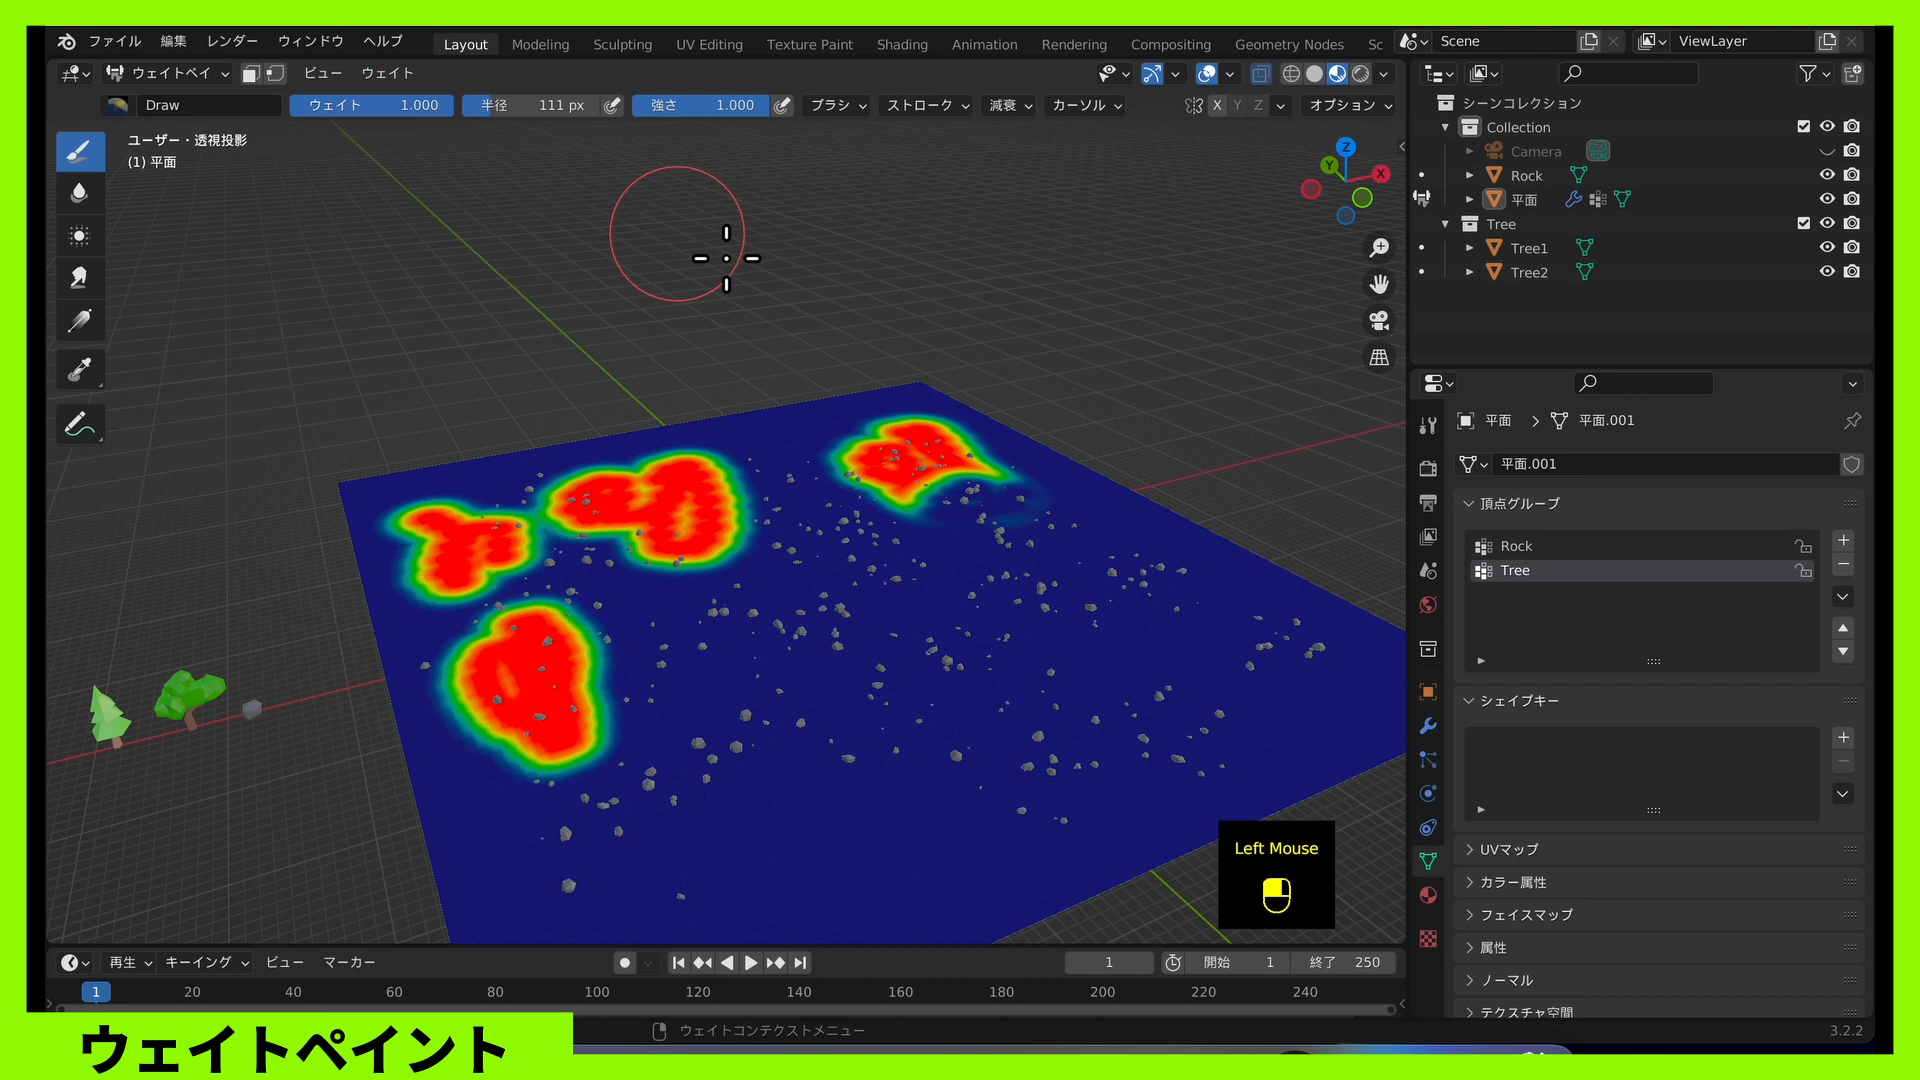 ファイル 編集 レンダー ウィンドウ ヘルプ Layout Modeling Sculpting UV Editing Texture Paint Shading Animation Rendering Compositing Geometry Nodes Sc Scene ViewLayer
ウェイトペイ ビュー ウェイト
Draw ウェイト 1.000 半径 111 px 強さ 1.000 ブラシ ストローク 減衰 カーソル X Y Z オプション
ユーザー・透視投影
(1) 平面
Z
Y
X
シーンコレクション
Collection
Camera
Rock
平面
Tree
Tree1
Tree2
平面 平面.001
平面.001
頂点グループ
Rock
Tree
シェイプキー
UVマップ
カラー属性
フェイスマップ
属性
ノーマル
テクスチャ空間
Left Mouse
再生 キーイング ビュー マーカー 1 開始 1 終了 250
1 20 40 60 80 100 120 140 160 180 200 220 240
ウェイトコンテクストメニュー 3.2.2
ウェイトペイント